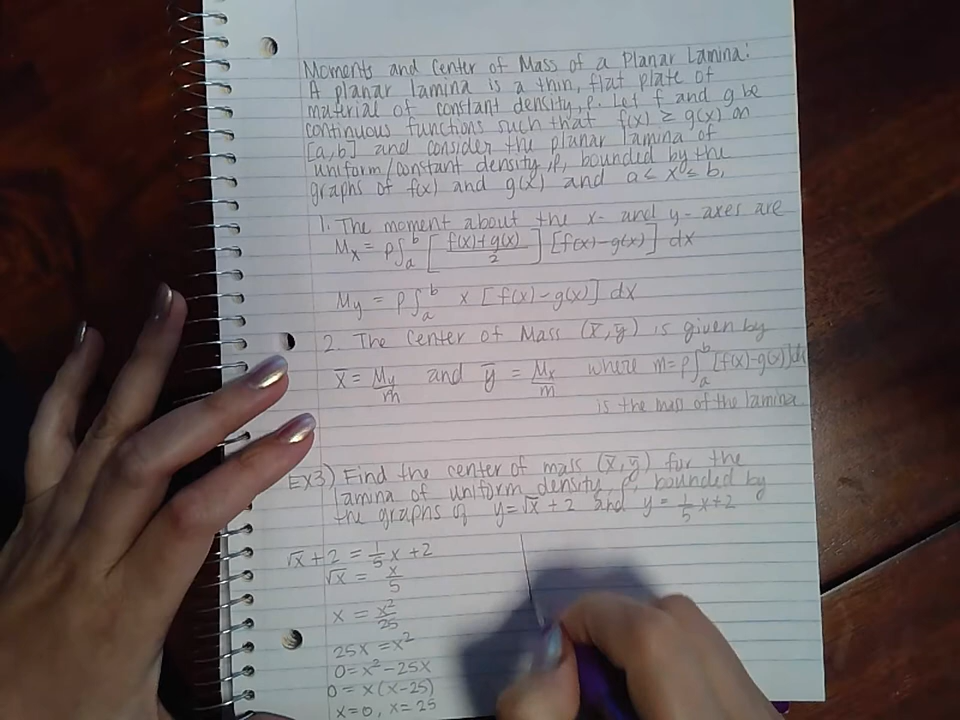 Moments and Center of Mass of a Planar Lamina:
A planar lamina is a thin, flat plate of
material of constant density, ρ. Let f and g be
continuous functions such that f(x) ≥ g(x) on
[a,b] and consider the planar lamina of
uniform/constant density, ρ, bounded by the
graphs of f(x) and g(x) and a ≤ x ≤ b.
1. The moment about the x- and y-axes are
Mx = ρ∫_a^b [ (f(x)+g(x))/2 ] [f(x)-g(x)] dx
My = ρ∫_a^b x [f(x)-g(x)] dx
2. The center of Mass (x̄,ȳ) is given by
x̄ = My/m and ȳ = Mx/m where m=ρ∫_a^b [f(x)-g(x)]dx
is the mass of the lamina
EX3) Find the center of mass (x̄,ȳ) for the
lamina of uniform density, ρ, bounded by
the graphs of y=√x + 2 and y = 1/5 x+2
√x + 2 = 1/5 x + 2
√x = x/5
x = x²/25
25x = x²
0 = x² - 25x
0 = x(x-25)
x=0, x=25